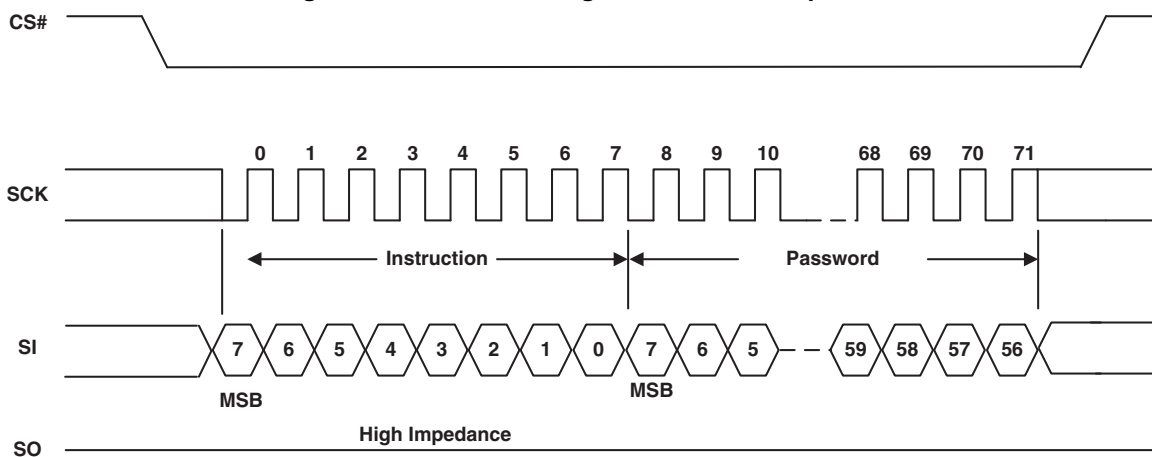 CS#
0 1 2 3 4 5 6 7 8 9 10 68 69 70 71
SCK
Instruction Password
SI 7 6 5 4 3 2 1 0 7 6 5 59 58 57 56
MSB MSB
High Impedance
SO